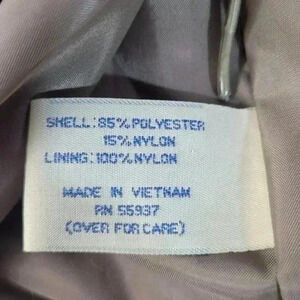 SHELL:85%POLYESTER
15%NYLON
LINING:100%NYLON
MADE IN VIETNAM
RN 55937
(OVER FOR CARE)